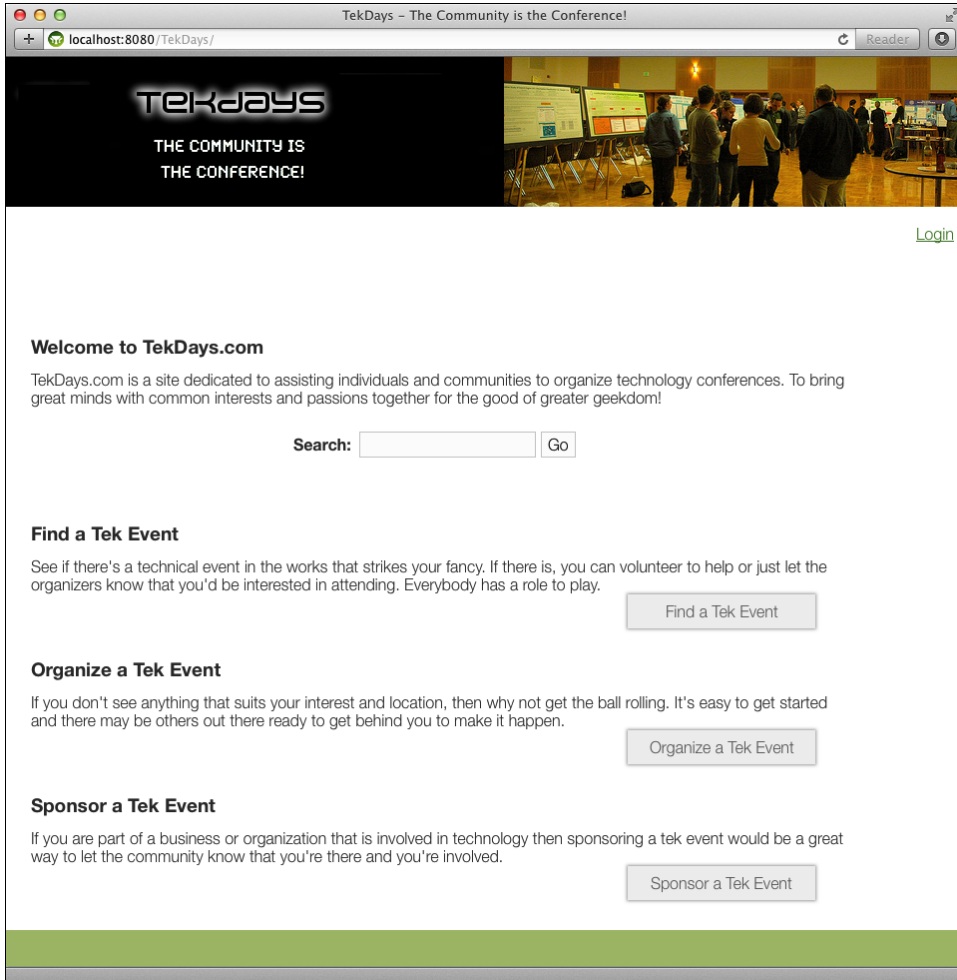 TekDays – The Community is the Conference!
localhost:8080/TekDays/
Reader
TekDays
THE COMMUNITY IS
THE CONFERENCE!
Login
Welcome to TekDays.com
TekDays.com is a site dedicated to assisting individuals and communities to organize technology conferences. To bring
great minds with common interests and passions together for the good of greater geekdom!
Search:
Go
Find a Tek Event
See if there's a technical event in the works that strikes your fancy. If there is, you can volunteer to help or just let the
organizers know that you'd be interested in attending. Everybody has a role to play.
Find a Tek Event
Organize a Tek Event
If you don't see anything that suits your interest and location, then why not get the ball rolling. It's easy to get started
and there may be others out there ready to get behind you to make it happen.
Organize a Tek Event
Sponsor a Tek Event
If you are part of a business or organization that is involved in technology then sponsoring a tek event would be a great
way to let the community know that you're there and you're involved.
Sponsor a Tek Event